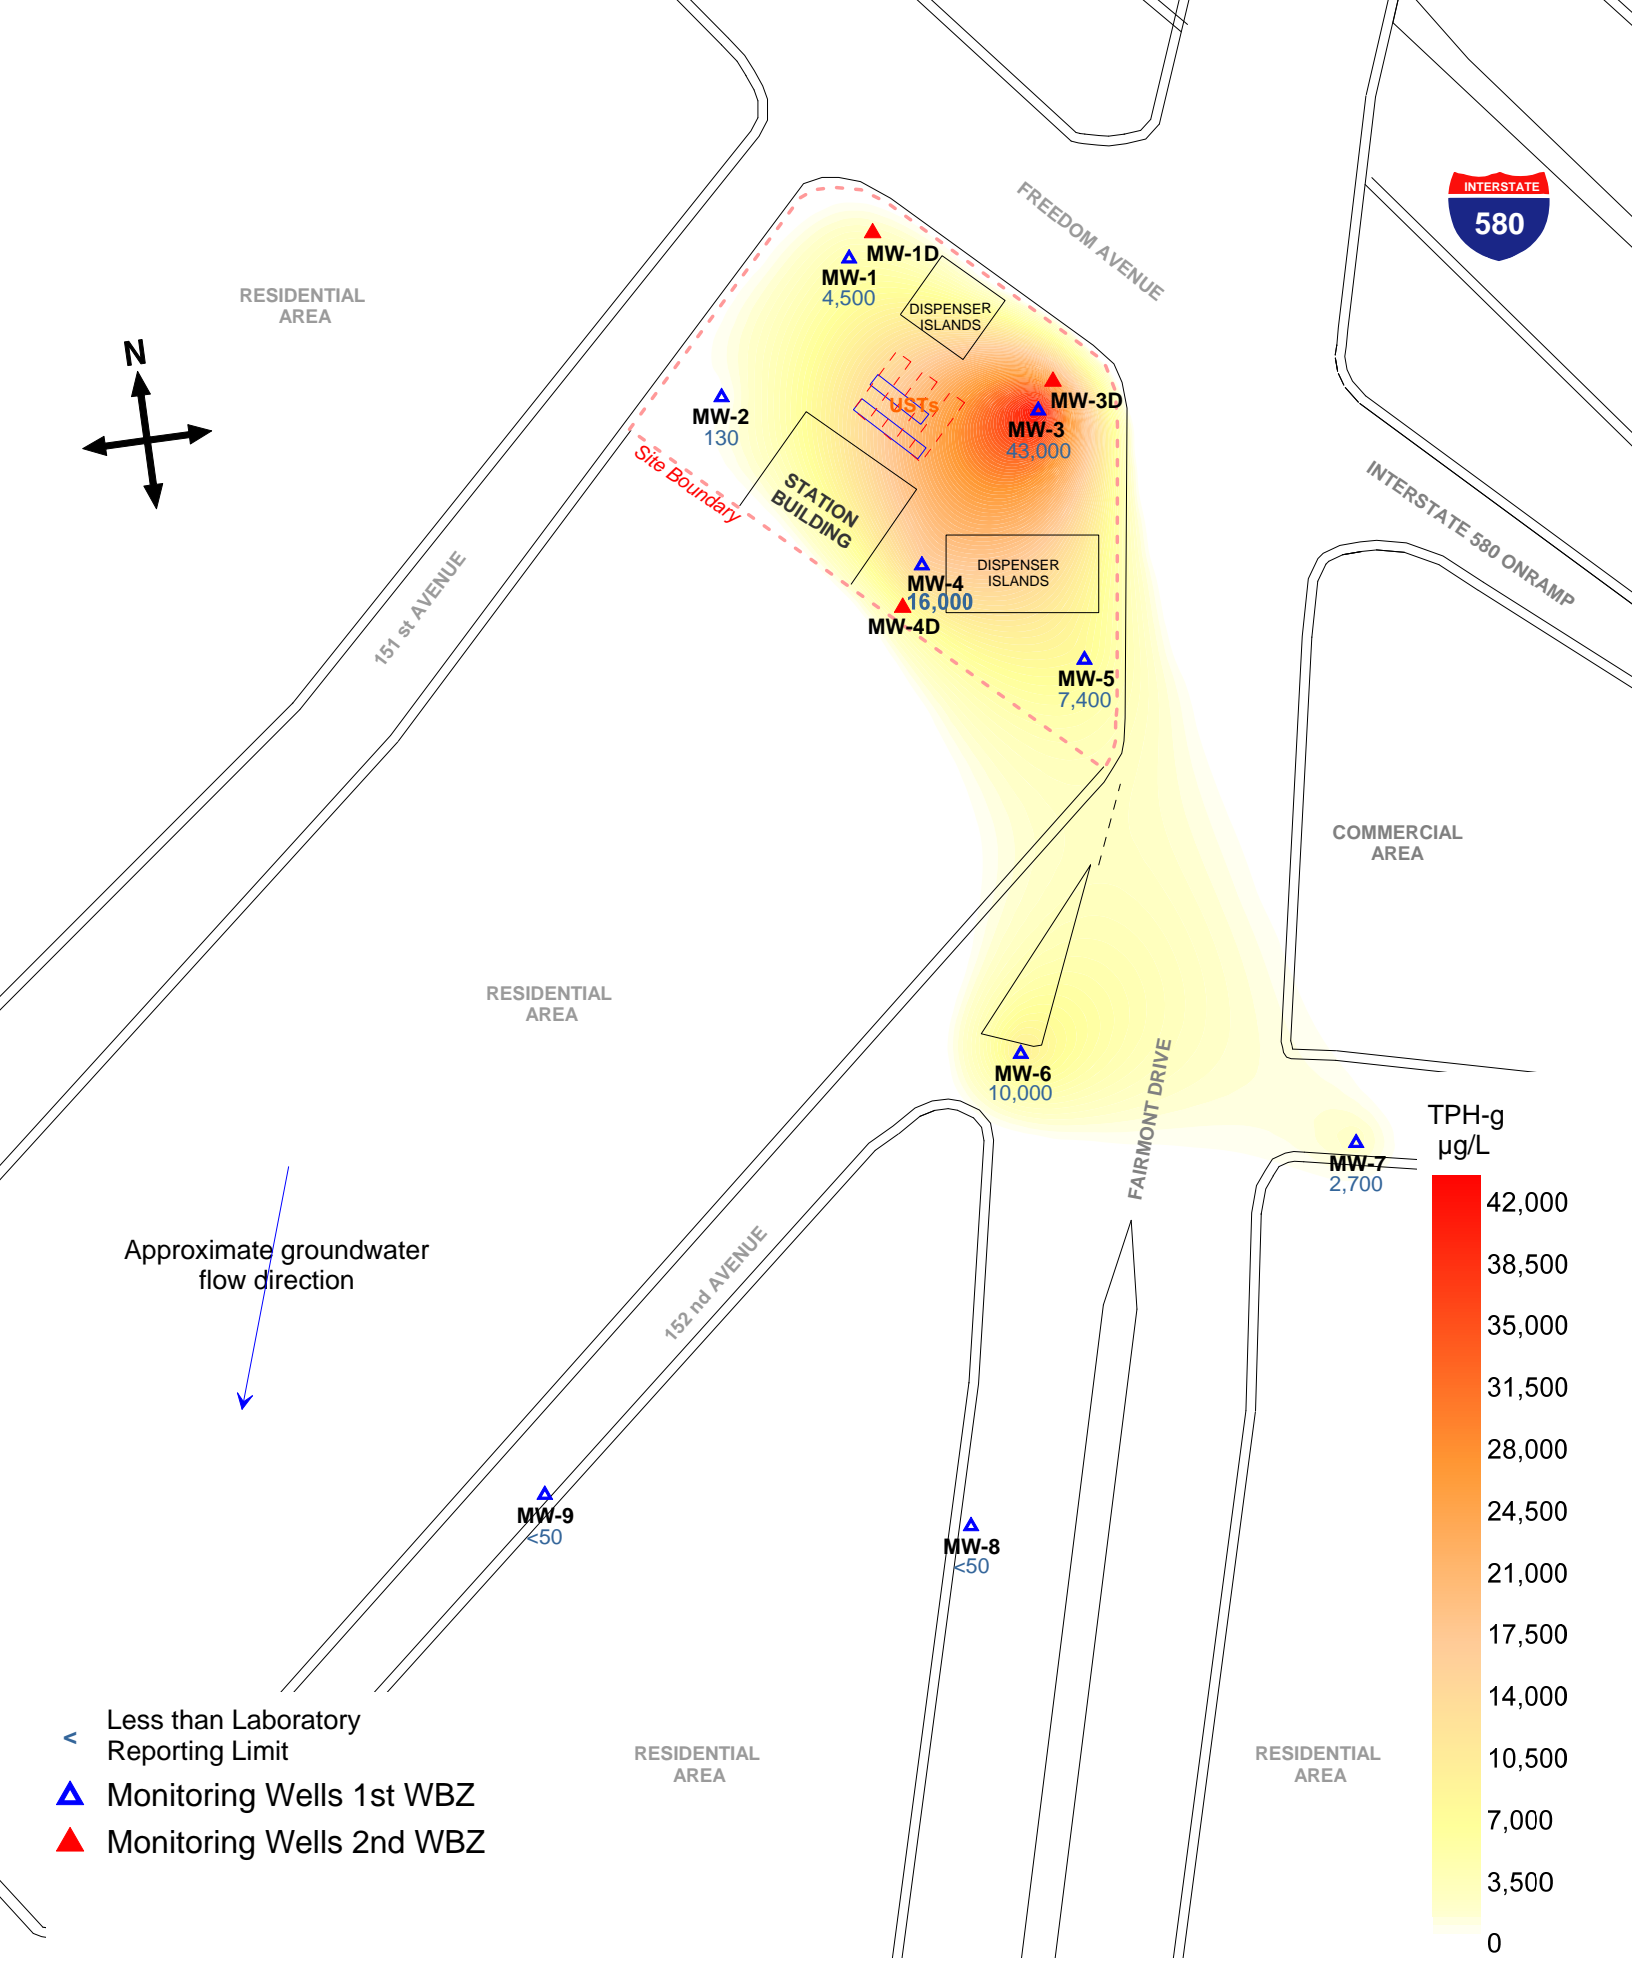 INTERSTATE
580
FREEDOM AVENUE
RESIDENTIAL
AREA
N
MW-1D
MW-1
4,500
DISPENSER
ISLANDS
MW-2
130
USTs
MW-3D
MW-3
43,000
Site Boundary
STATION
BUILDING
INTERSTATE 580 ONRAMP
151 st AVENUE
DISPENSER
ISLANDS
MW-4
16,000
MW-4D
MW-5
7,400
COMMERCIAL
AREA
RESIDENTIAL
AREA
MW-6
10,000
FAIRMONT DRIVE
MW-7
2,700
TPH-g
µg/L
42,000
38,500
35,000
31,500
28,000
24,500
21,000
17,500
14,000
10,500
7,000
3,500
0
Approximate groundwater
flow direction
152 nd AVENUE
MW-9
<50
MW-8
<50
< Less than Laboratory
Reporting Limit
Monitoring Wells 1st WBZ
Monitoring Wells 2nd WBZ
RESIDENTIAL
AREA
RESIDENTIAL
AREA